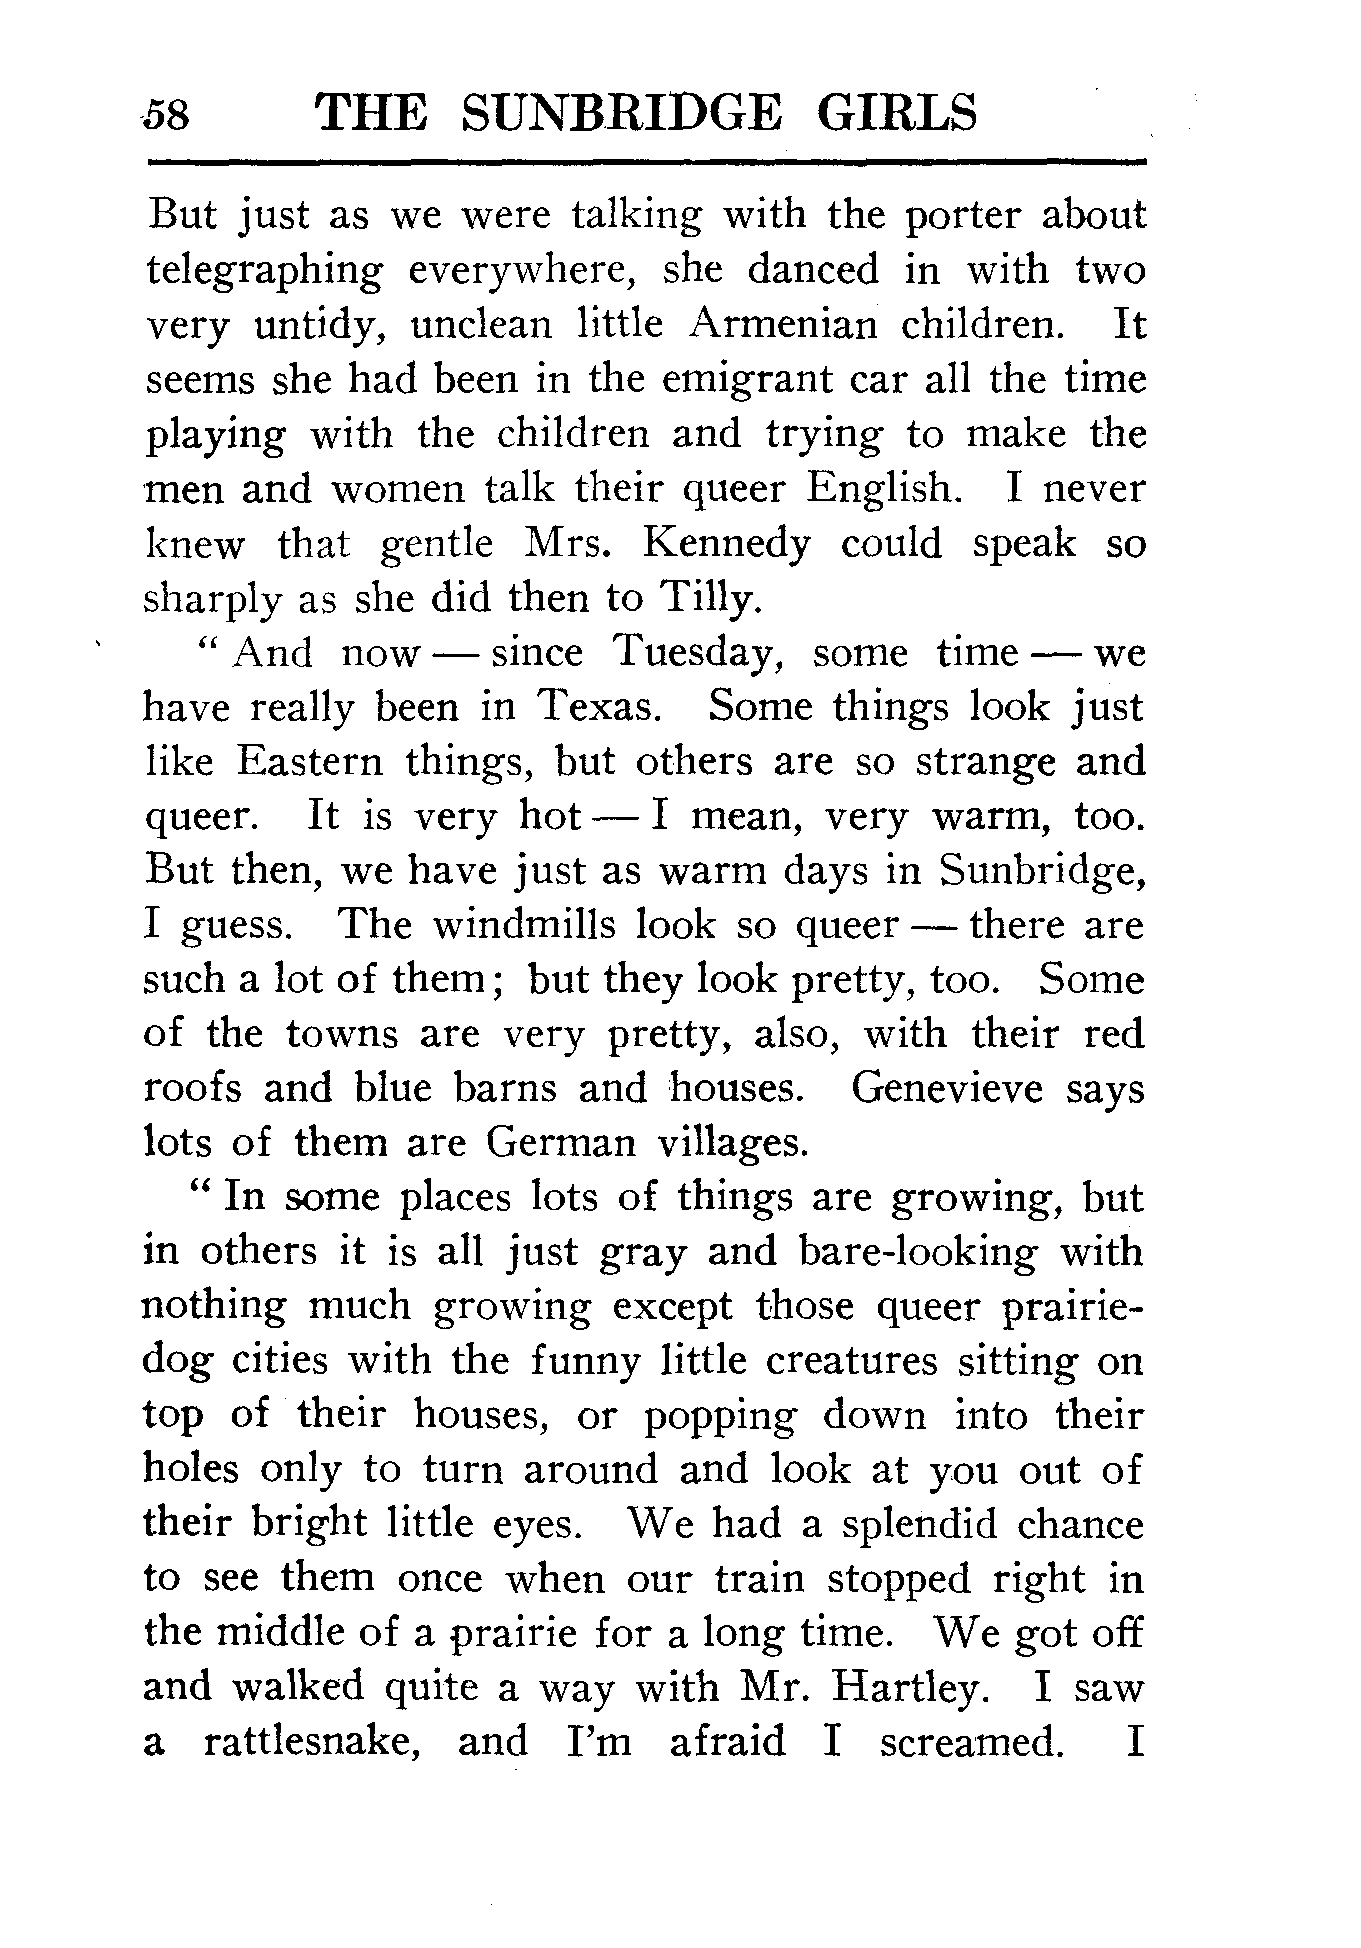 58 THE SUNBRIDGE GIRLS
But just as we were talking with the porter about
telegraphing everywhere, she danced in with two
very untidy, unclean little Armenian children. It
seems she had been in the emigrant car all the time
playing with the children and trying to make the
men and women talk their queer English. I never
knew that gentle Mrs. Kennedy could speak so
sharply as she did then to Tilly.
“ And now — since Tuesday, some time — we
have really been in Texas. Some things look just
like Eastern things, but others are so strange and
queer. It is very hot — I mean, very warm, too.
But then, we have just as warm days in Sunbridge,
I guess. The windmills look so queer — there are
such a lot of them; but they look pretty, too. Some
of the towns are very pretty, also, with their red
roofs and blue barns and houses. Genevieve says
lots of them are German villages.
“ In some places lots of things are growing, but
in others it is all just gray and bare-looking with
nothing much growing except those queer prairie-
dog cities with the funny little creatures sitting on
top of their houses, or popping down into their
holes only to turn around and look at you out of
their bright little eyes. We had a splendid chance
to see them once when our train stopped right in
the middle of a prairie for a long time. We got off
and walked quite a way with Mr. Hartley. I saw
a rattlesnake, and I’m afraid I screamed. I